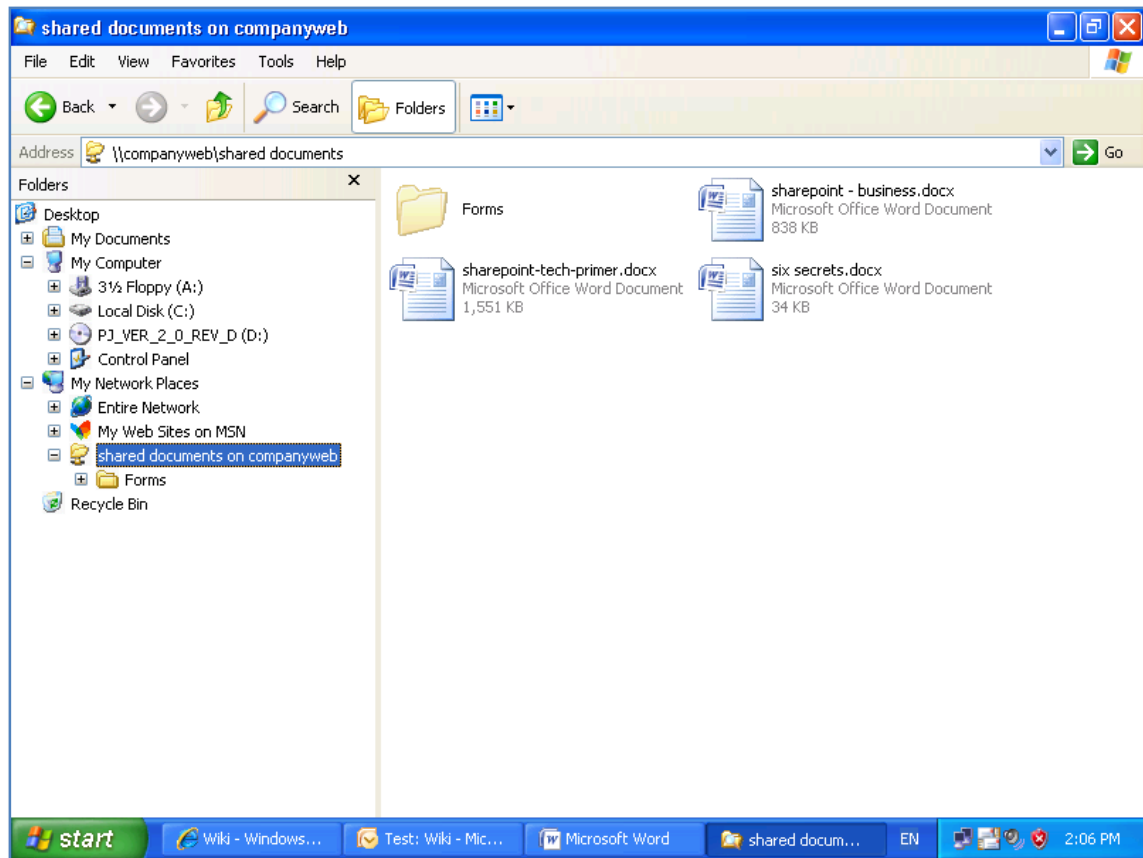 shared documents on companyweb
File Edit View Favorites Tools Help
Back Search Folders
Address \\companyweb\shared documents Go
Folders
Desktop
My Documents
My Computer
3½ Floppy (A:)
Local Disk (C:)
PJ_VER_2_0_REV_D (D:)
Control Panel
My Network Places
Entire Network
My Web Sites on MSN
shared documents on companyweb
Forms
Recycle Bin
Forms
sharepoint - business.docx
Microsoft Office Word Document
838 KB
sharepoint-tech-primer.docx
Microsoft Office Word Document
1,551 KB
six secrets.docx
Microsoft Office Word Document
34 KB
start Wiki - Windows... Test: Wiki - Mic... Microsoft Word shared docum... EN 2:06 PM